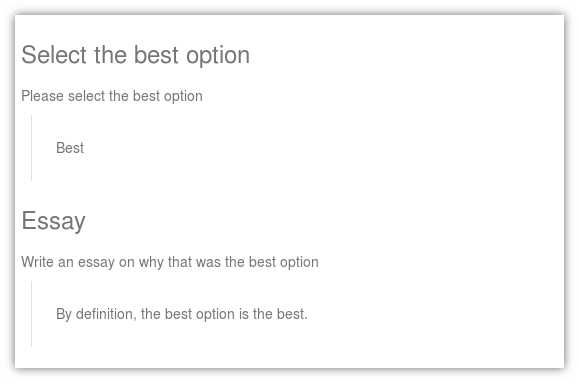 Select the best option
Please select the best option
Best
Essay
Write an essay on why that was the best option
By definition, the best option is the best.